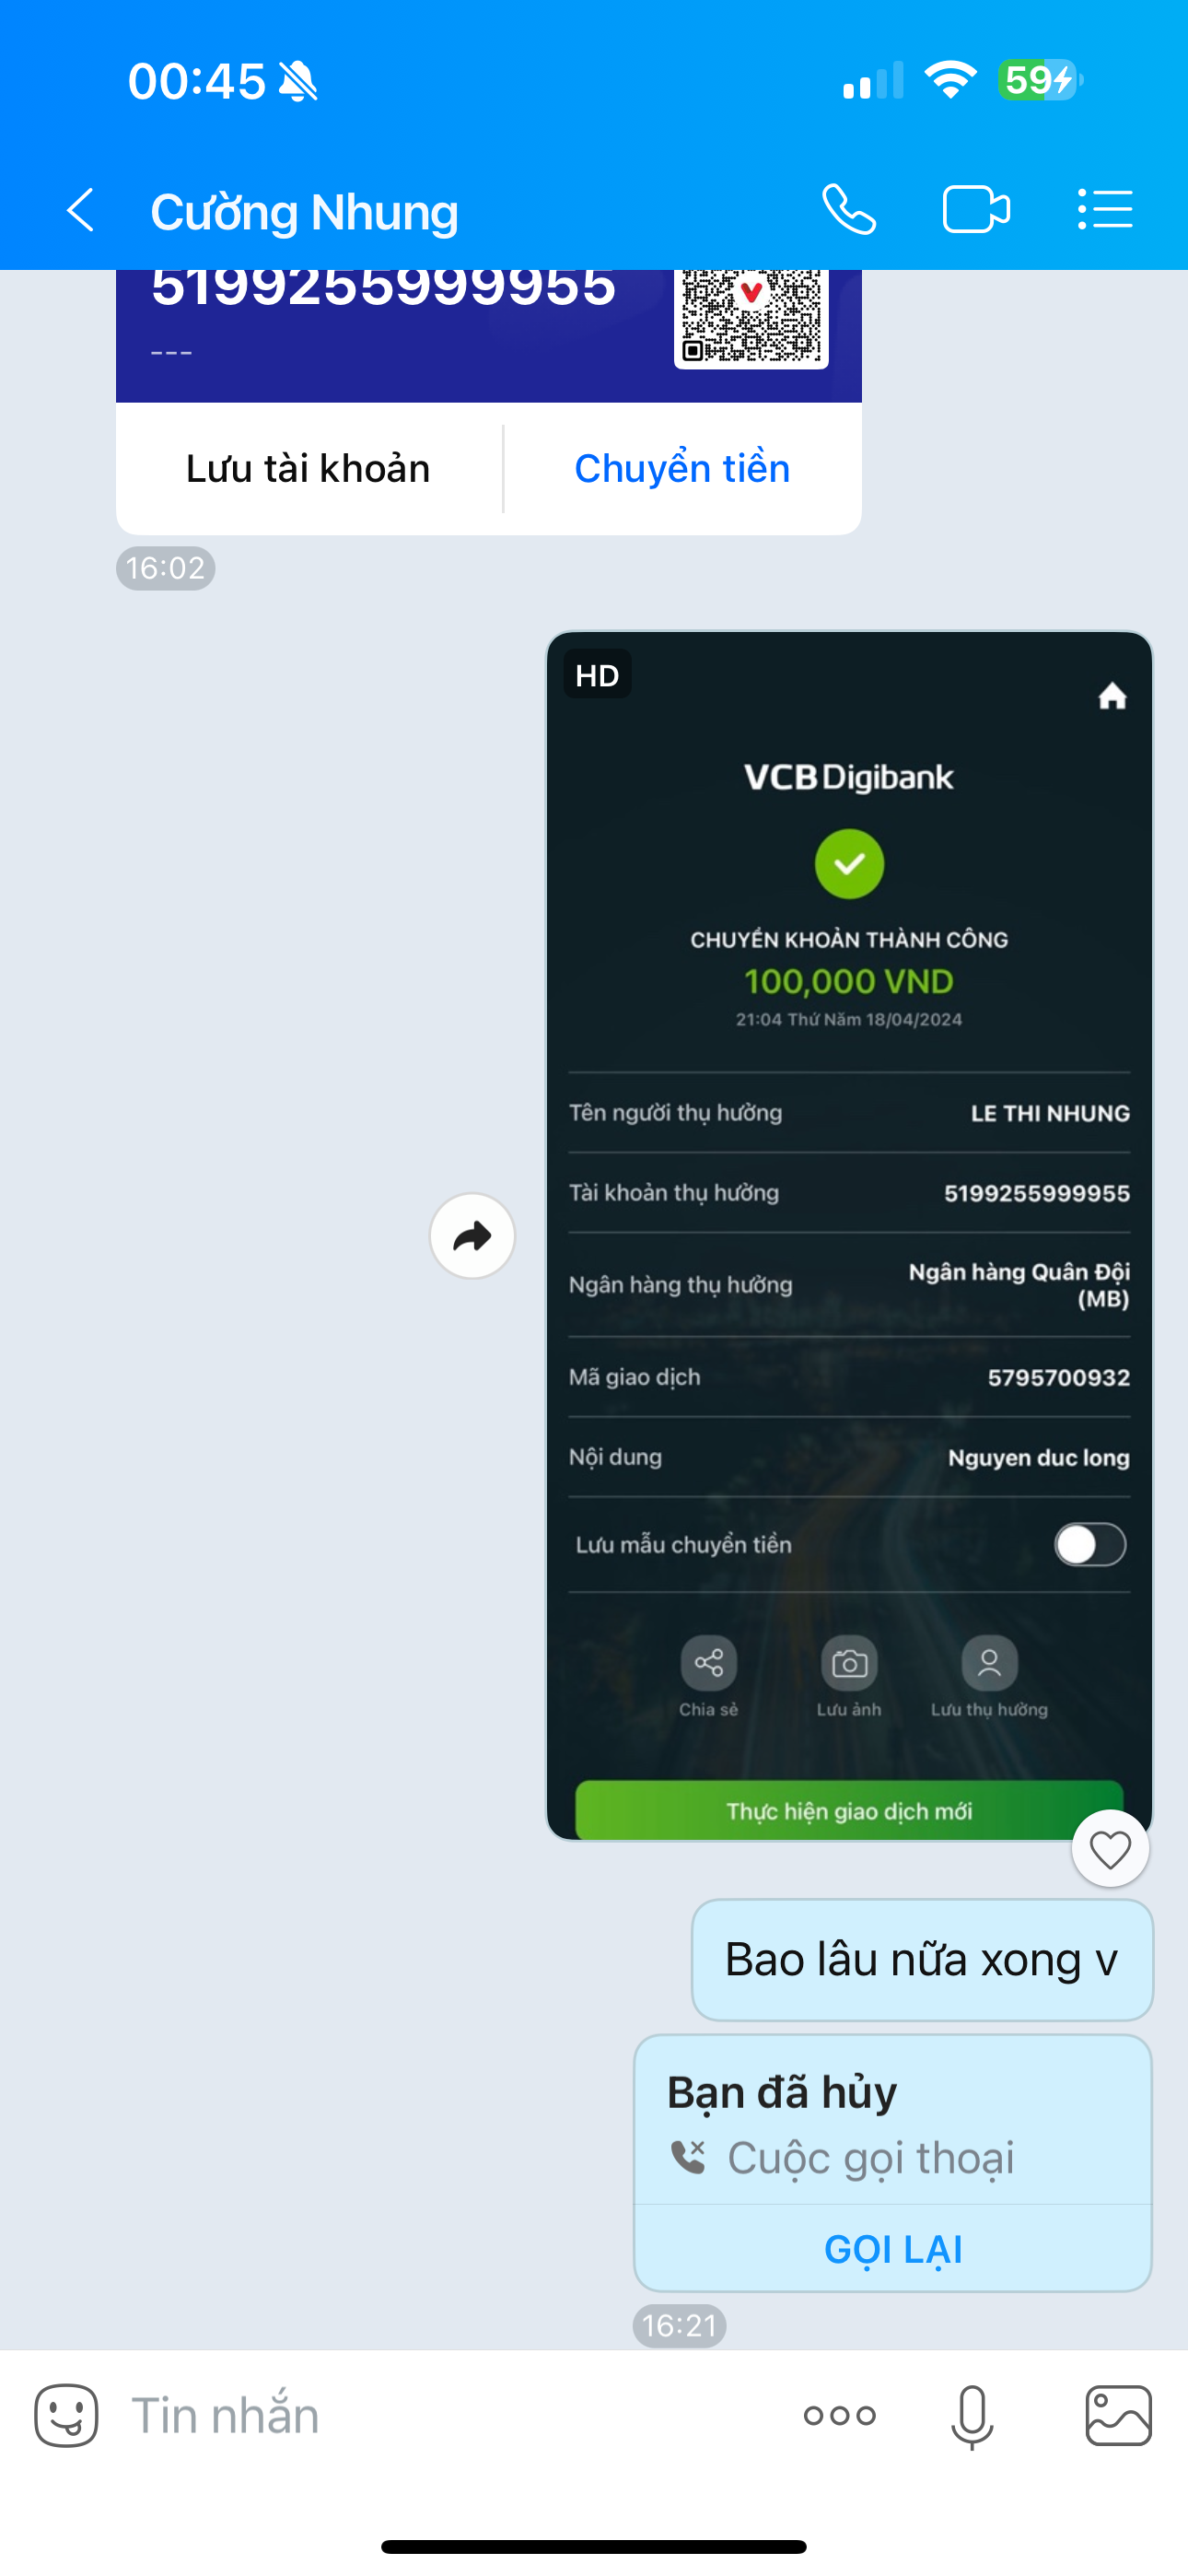 00:45
59
Cường Nhung
5199255999955
---
Lưu tài khoản
Chuyển tiền
16:02
HD
VCB Digibank
CHUYỂN KHOẢN THÀNH CÔNG
100,000 VND
21:04 Thứ Năm 18/04/2024
Tên người thụ hưởng LE THI NHUNG
Tài khoản thụ hưởng 5199255999955
Ngân hàng thụ hưởng Ngân hàng Quân Đội
(MB)
Mã giao dịch 5795700932
Nội dung Nguyen duc long
Lưu mẫu chuyển tiền
Chia sẻ Lưu ảnh Lưu thụ hưởng
Thực hiện giao dịch mới
Bao lâu nữa xong v
Bạn đã hủy
Cuộc gọi thoại
GỌI LẠI
16:21
Tin nhắn